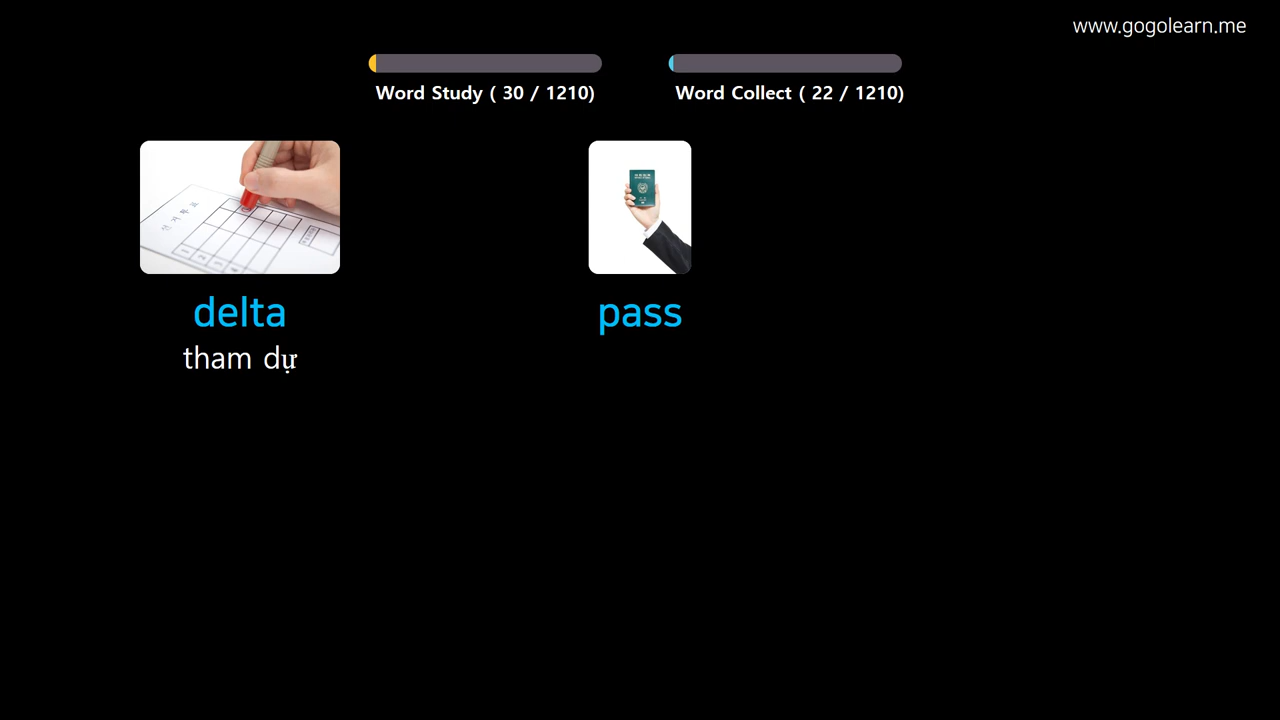 www.gogolearn.me
Word Study ( 30 / 1210)
Word Collect ( 22 / 1210)
delta
tham dự
pass